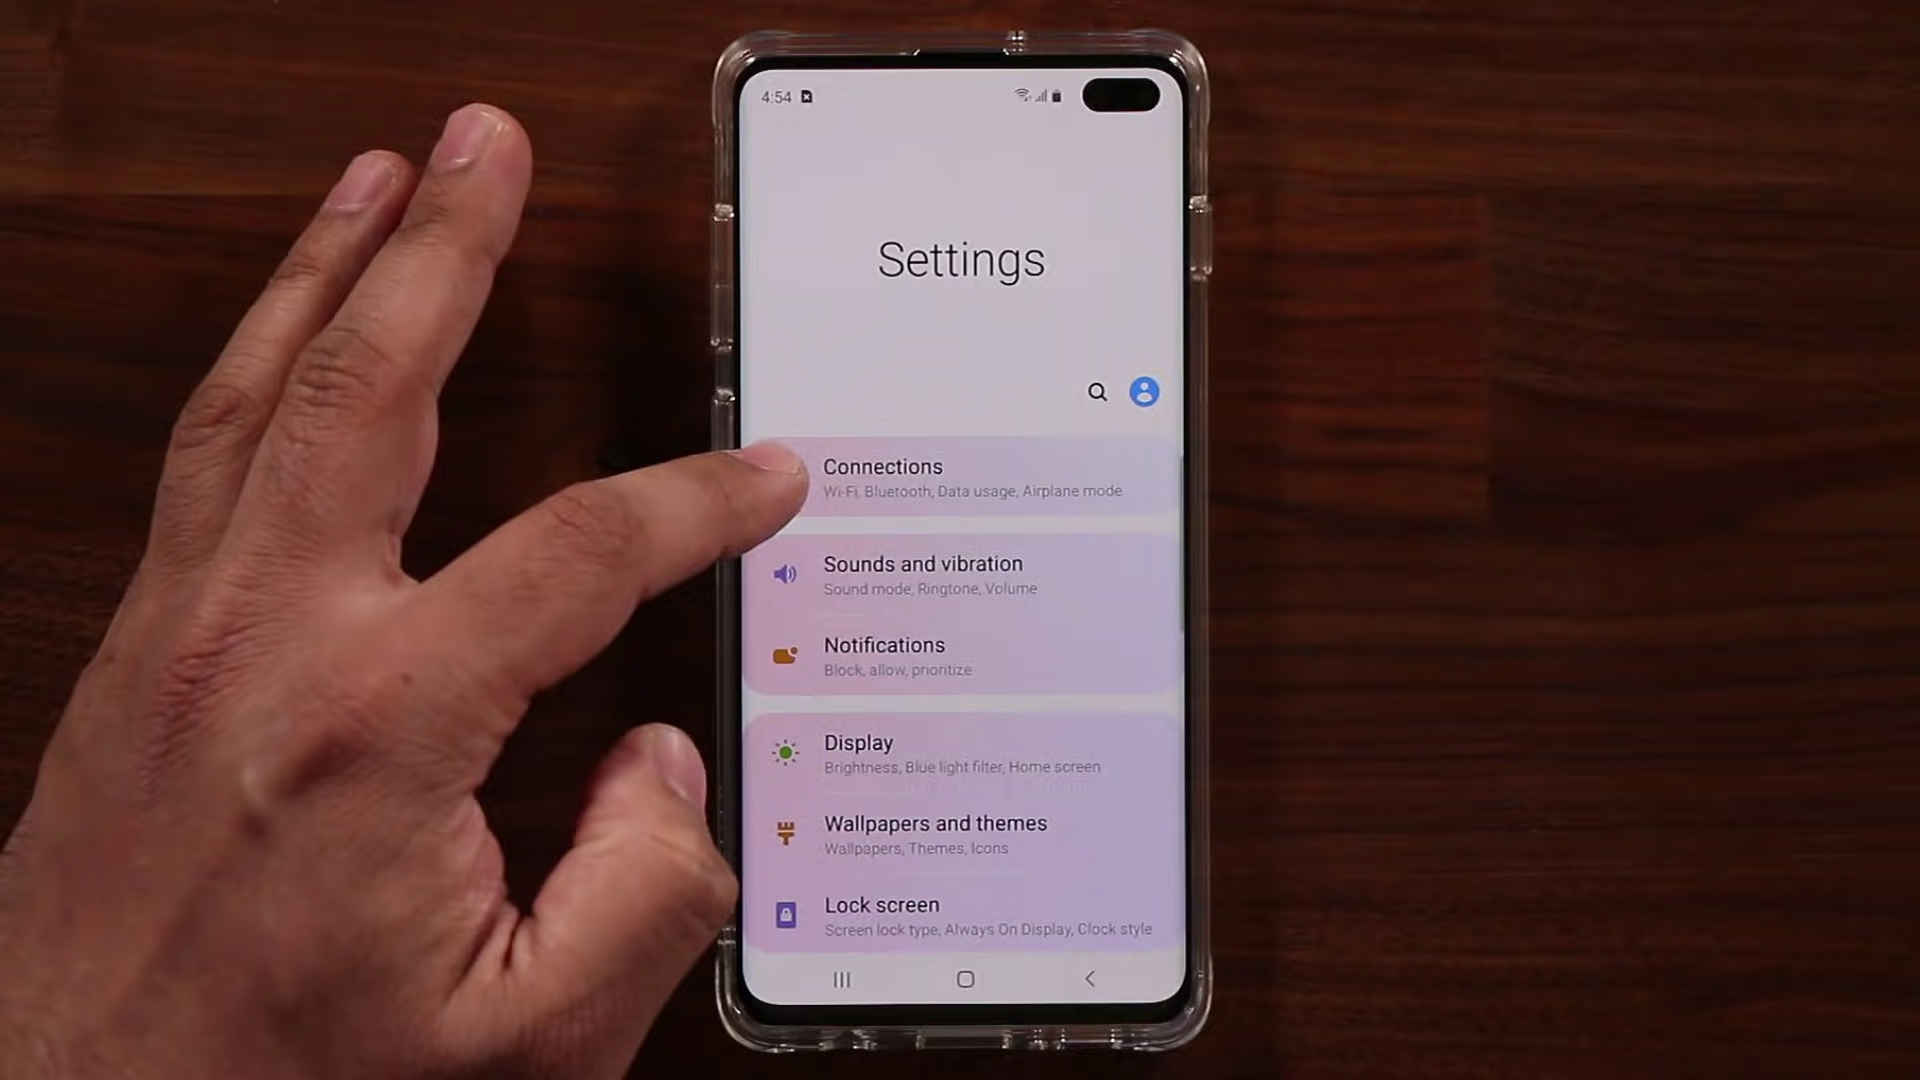 4:54
Settings
Connections
Wi-Fi, Bluetooth, Data usage, Airplane mode
Sounds and vibration
Sound mode, Ringtone, Volume
Notifications
Block, allow, prioritize
Display
Brightness, Blue light filter, Home screen
Wallpapers and themes
Wallpapers, Themes, Icons
Lock screen
Screen lock type, Always On Display, Clock style